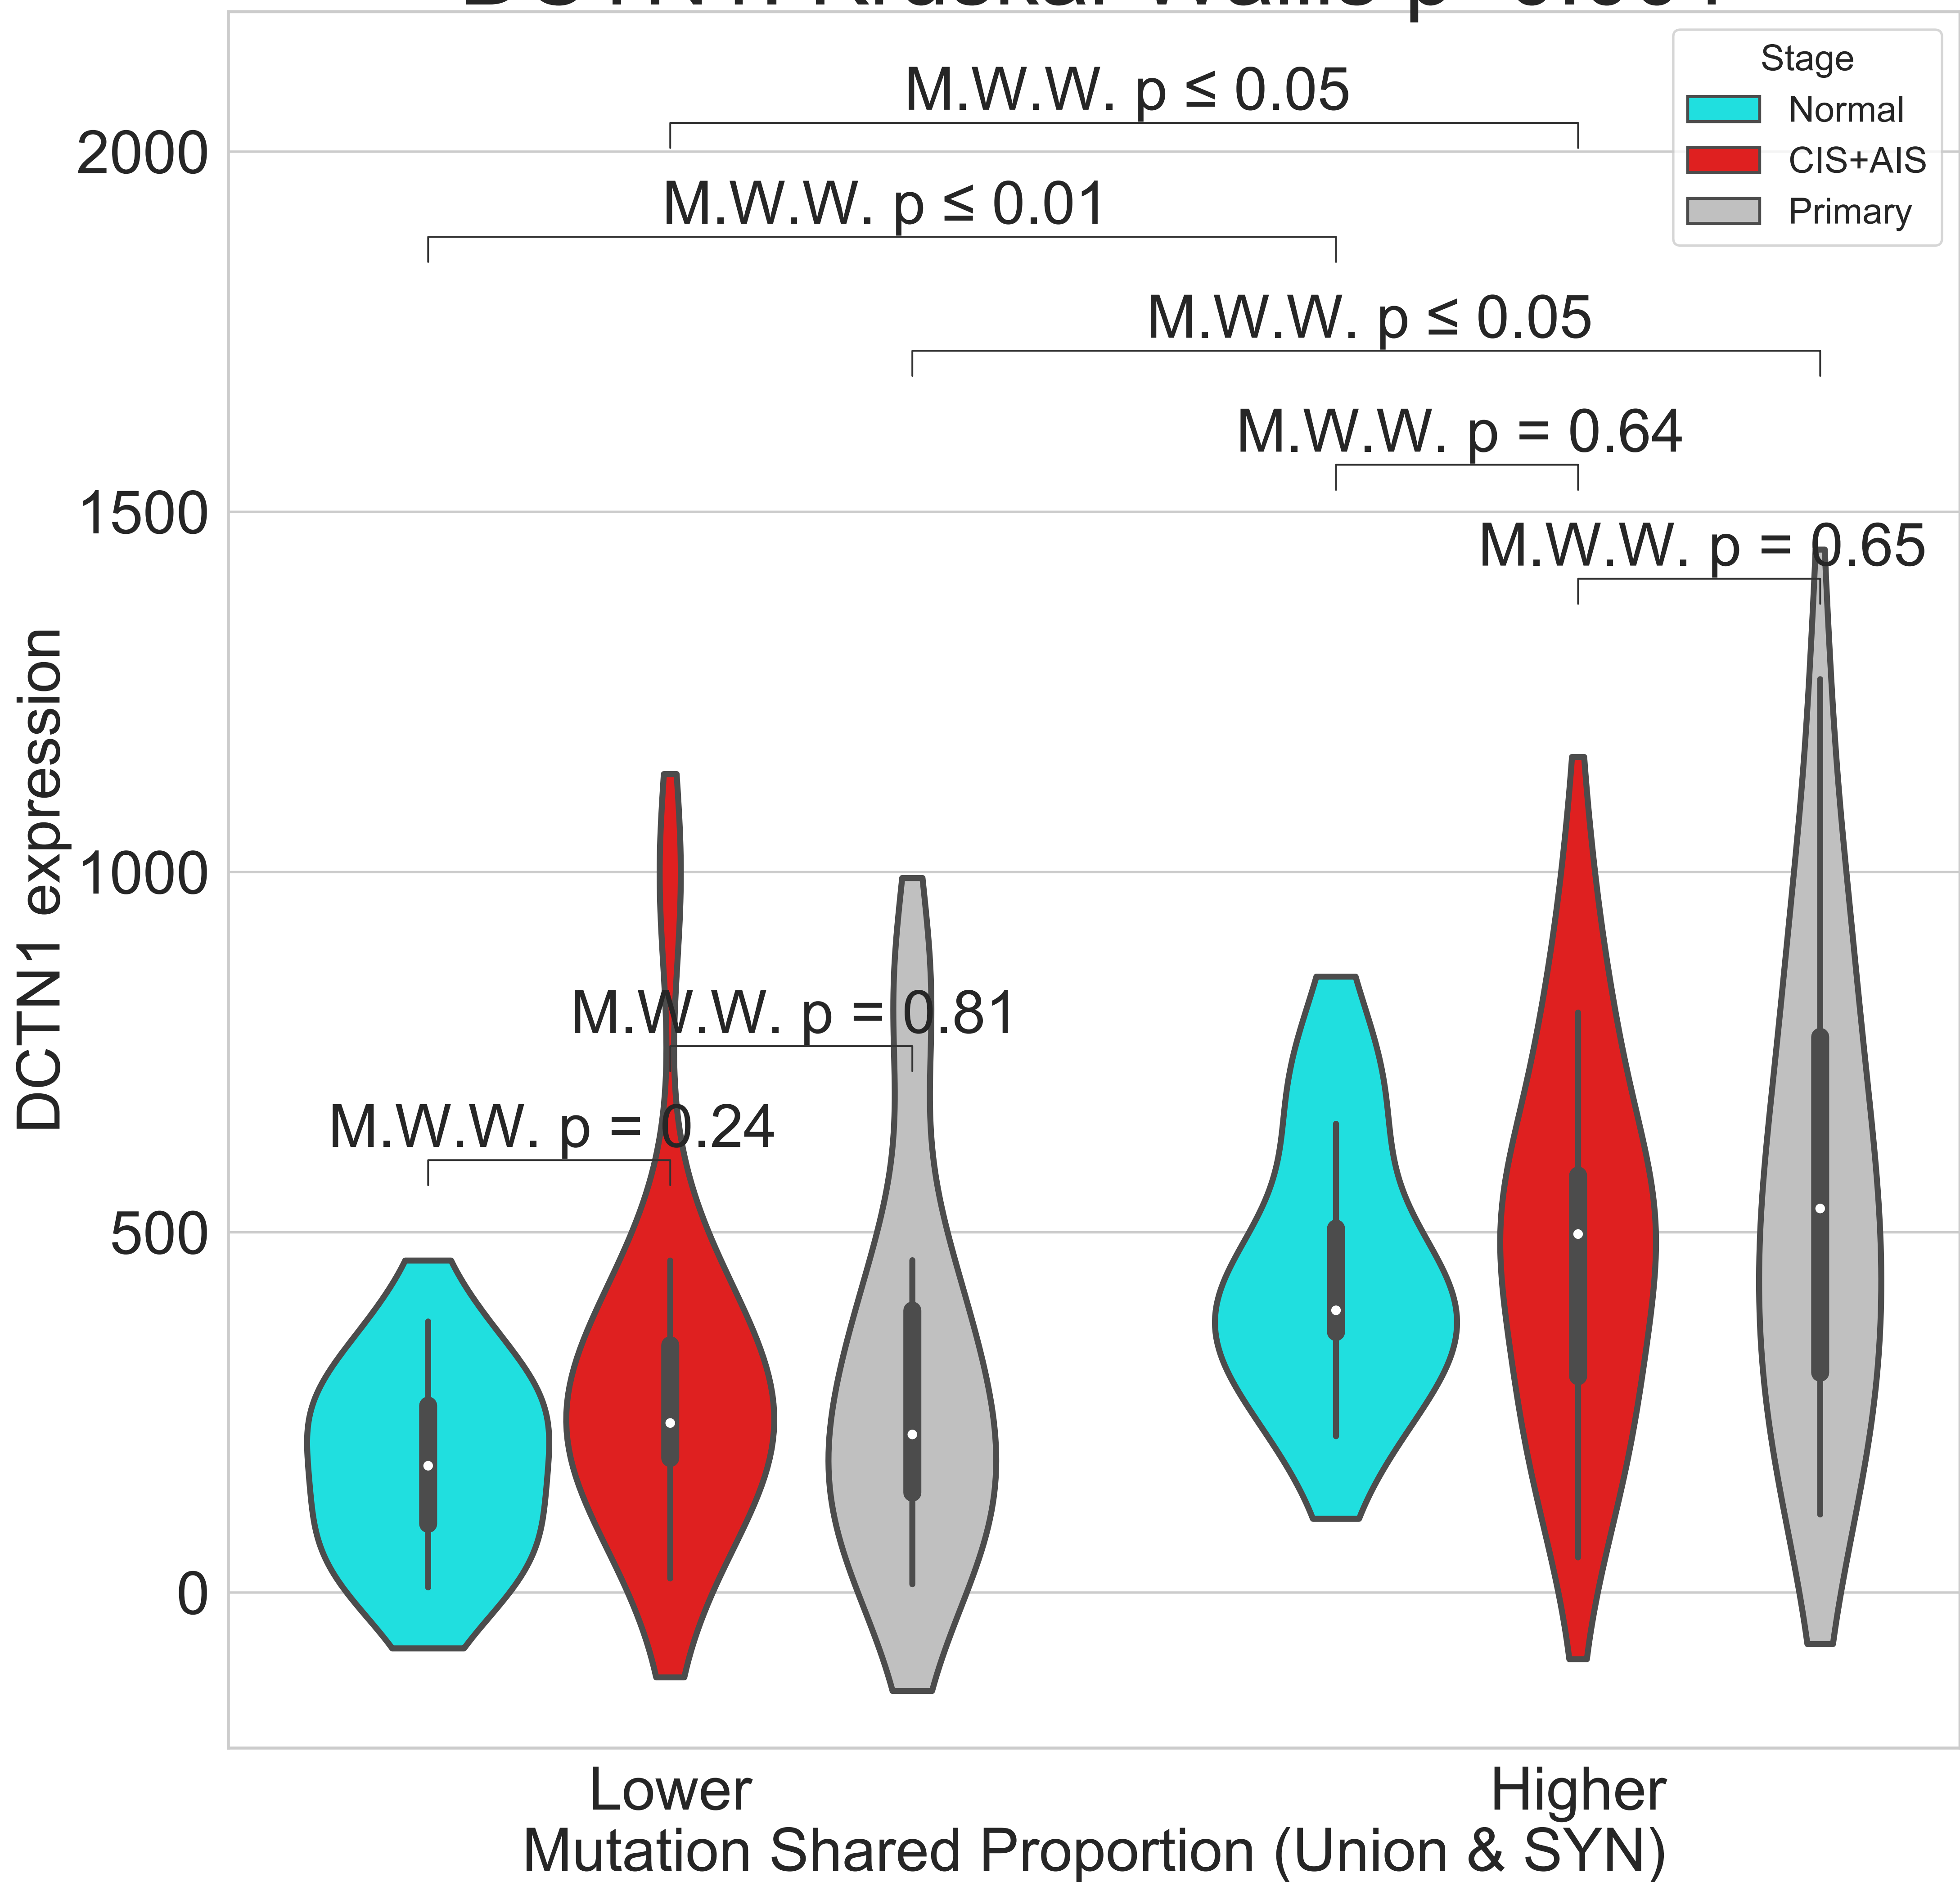 Stage
Normal
CIS+AIS
Primary
M.W.W. p ≤ 0.05
M.W.W. p ≤ 0.01
M.W.W. p ≤ 0.05
M.W.W. p = 0.64
M.W.W. p = 0.65
M.W.W. p = 0.81
M.W.W. p = 0.24
2000
1500
1000
500
0
DCTN1 expression
Lower
Higher
Mutation Shared Proportion (Union & SYN)